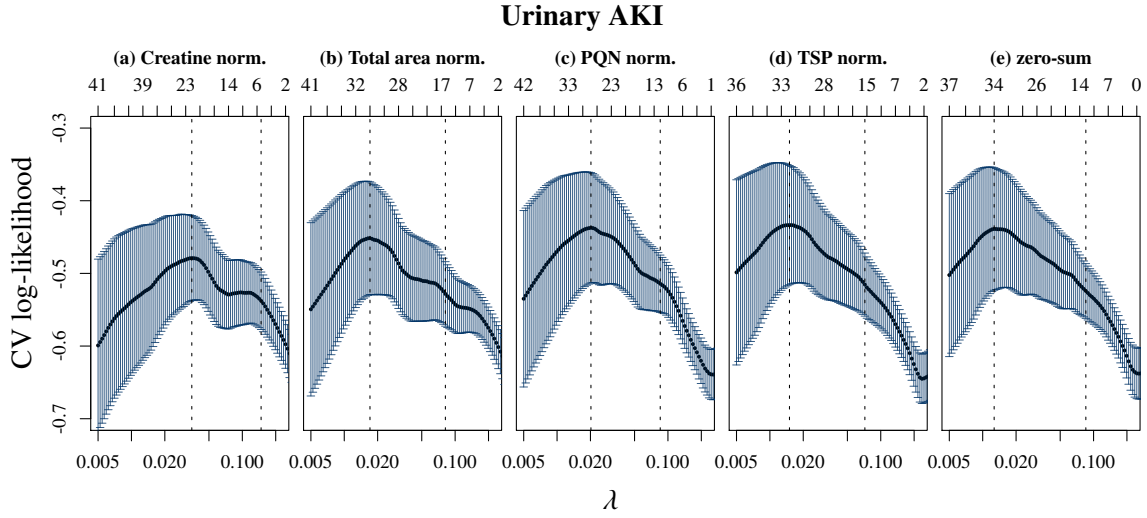 Urinary AKI
(a) Creatine norm. (b) Total area norm. (c) PQN norm. (d) TSP norm. (e) zero-sum
41 39 23 14 6 2 41 32 28 17 7 2 42 33 23 13 6 1 36 33 28 15 7 2 37 34 26 14 7 0
-0.3
-0.4
-0.5
-0.6
-0.7
CV log-likelihood
0.005 0.020 0.100 0.005 0.020 0.100 0.005 0.020 0.100 0.005 0.020 0.100 0.005 0.020 0.100
λ